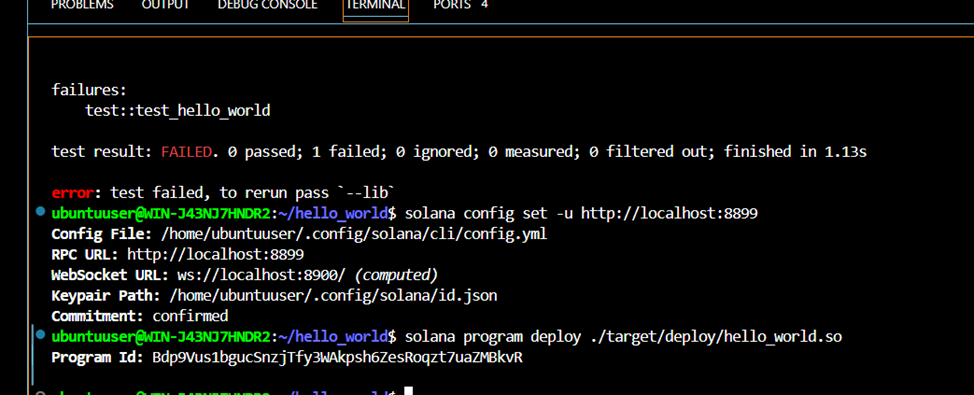 PROBLEMS OUTPUT DEBUG CONSOLE TERMINAL PORTS 4
failures:
test::test_hello_world
test result: FAILED. 0 passed; 1 failed; 0 ignored; 0 measured; 0 filtered out; finished in 1.13s
error: test failed, to rerun pass `--lib`
ubuntuuser@WIN-J43NJ7HNDR2:~/hello_world$ solana config set -u http://localhost:8899
Config File: /home/ubuntuuser/.config/solana/cli/config.yml
RPC URL: http://localhost:8899
WebSocket URL: ws://localhost:8900/ (computed)
Keypair Path: /home/ubuntuuser/.config/solana/id.json
Commitment: confirmed
ubuntuuser@WIN-J43NJ7HNDR2:~/hello_world$ solana program deploy ./target/deploy/hello_world.so
Program Id: Bdp9Vus1bgucSnzjTfy3WAkpsh6ZesRoqzt7uaZMBkvR